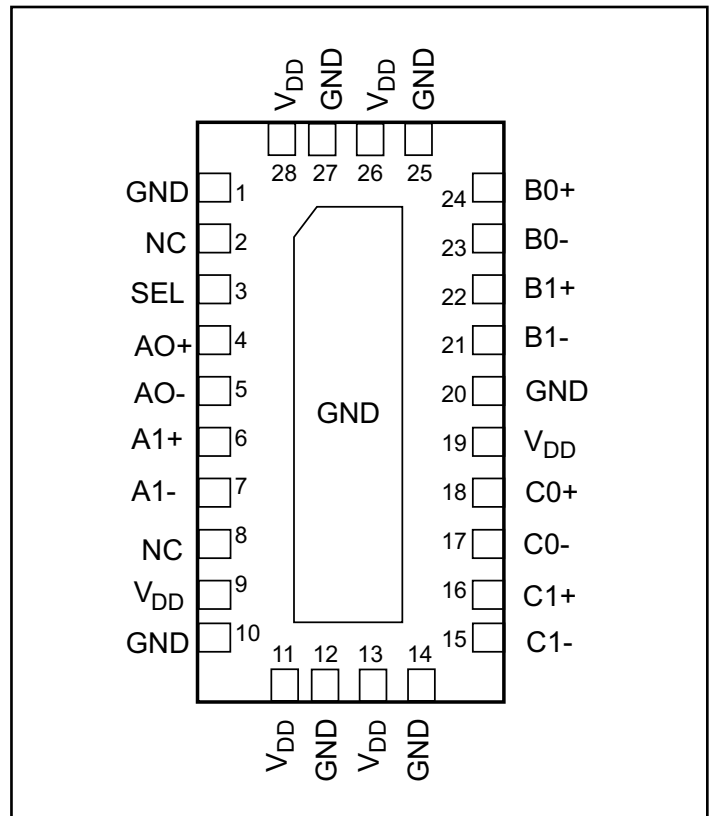 VDD GND VDD GND
28 27 26 25
GND 1
NC 2
SEL 3
AO+ 4
AO- 5
A1+ 6
A1- 7
NC 8
VDD 9
GND 10
GND
24 B0+
23 B0-
22 B1+
21 B1-
20 GND
19 VDD
18 C0+
17 C0-
16 C1+
15 C1-
11 12 13 14
VDD GND VDD GND